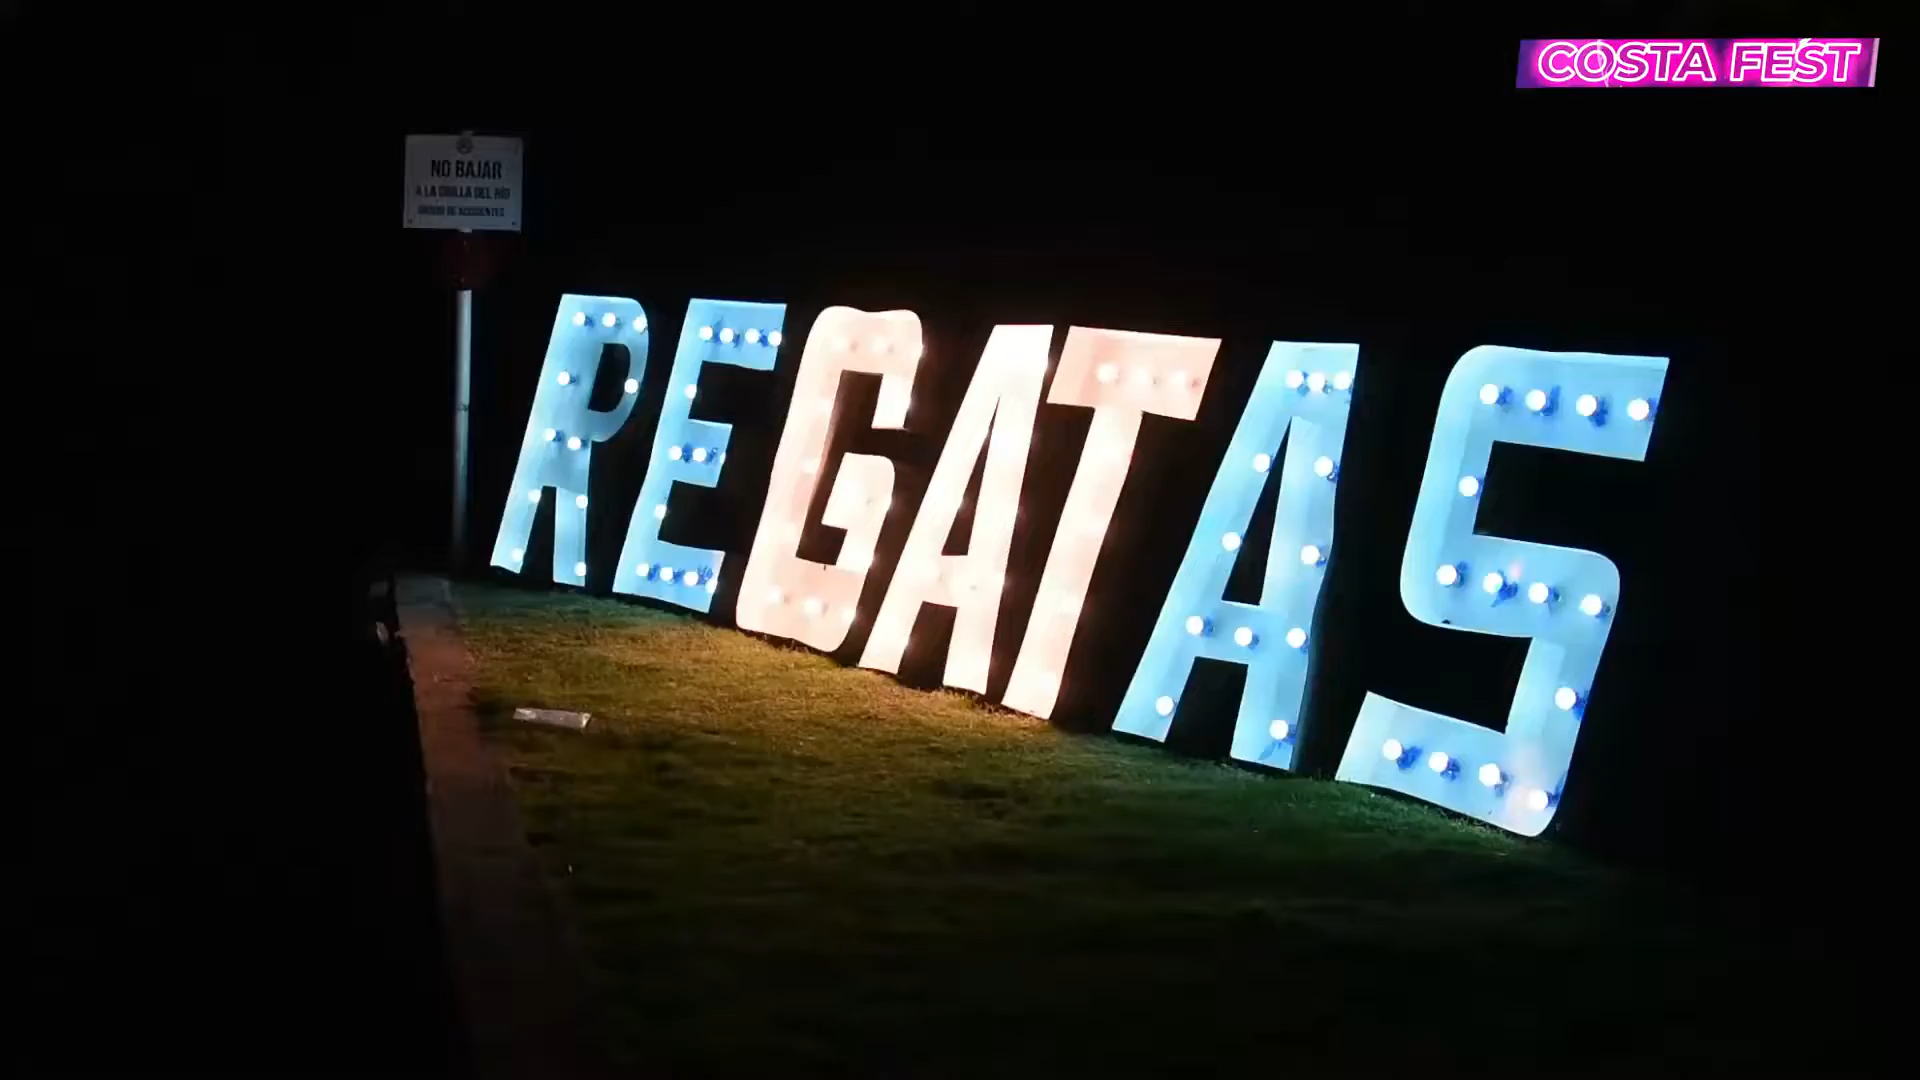 COSTA FEST
NO BAJAR
A LA ORILLA DEL RIO
REGATAS